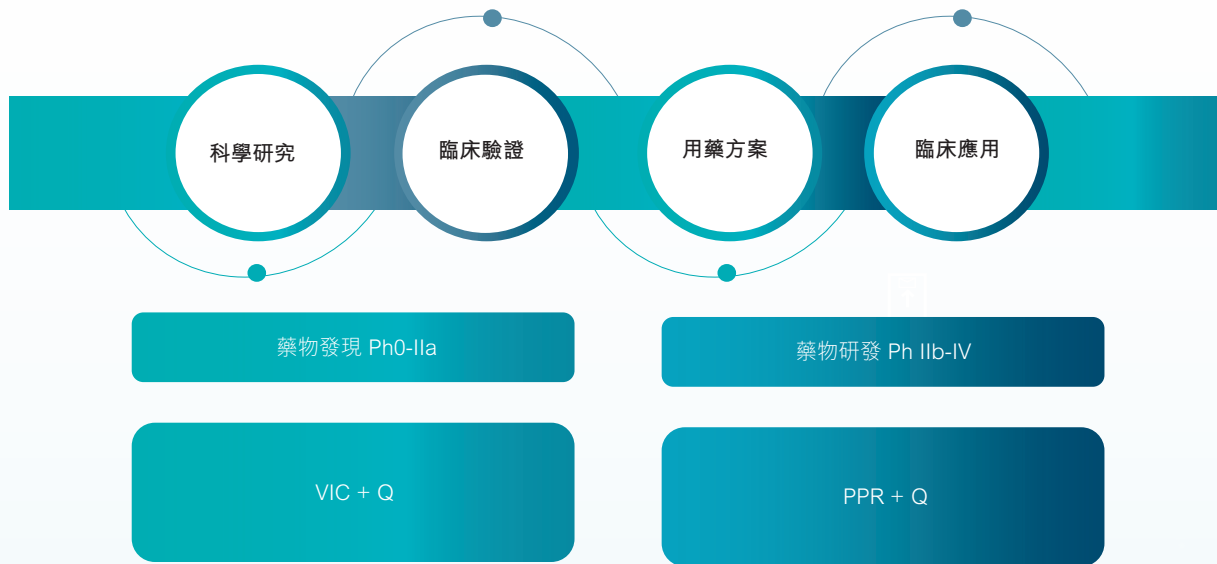 科學研究
臨床驗證
用藥方案
臨床應用
藥物發現 Ph0-IIa
藥物研發 Ph IIb-IV
VIC + Q
PPR + Q